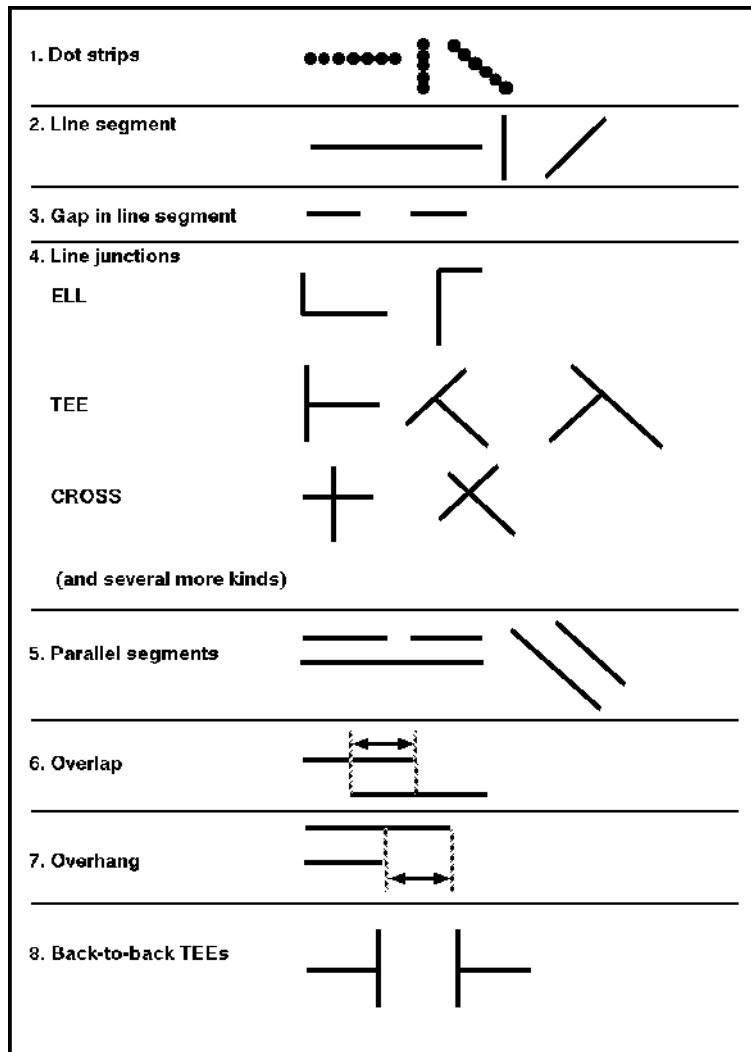 1. Dot strips
2. Line segment
3. Gap in line segment
4. Line junctions
ELL
TEE
CROSS
(and several more kinds)
5. Parallel segments
6. Overlap
7. Overhang
8. Back-to-back TEEs